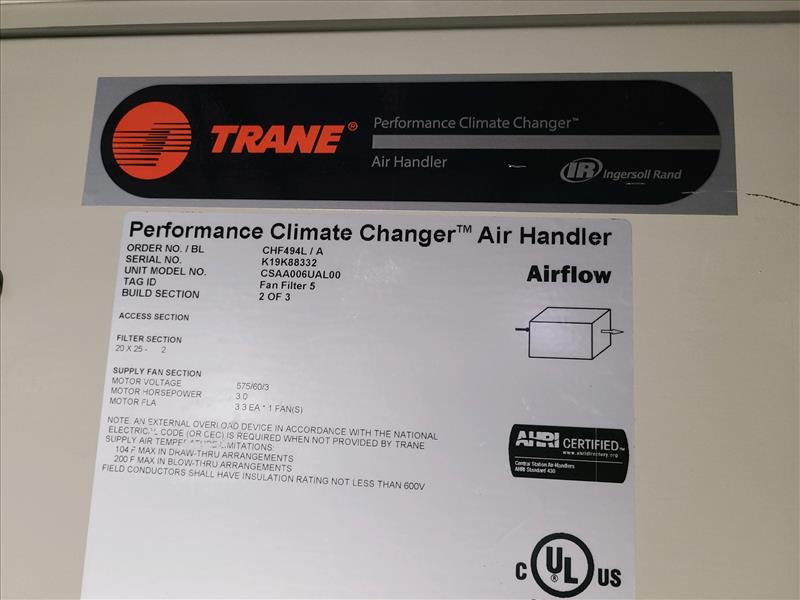 TRANE®
Performance Climate Changer™
Air Handler
IR Ingersoll Rand
Performance Climate Changer™ Air Handler
ORDER NO. / BL CHF494L / A
SERIAL NO. K19K88332
UNIT MODEL NO. CSAA006UAL00
TAG ID Fan Filter 5
BUILD SECTION 2 OF 3
Airflow
ACCESS SECTION
FILTER SECTION
20 X 25 - 2
SUPPLY FAN SECTION
MOTOR VOLTAGE 575/60/3
MOTOR HORSEPOWER 3.0
MOTOR FLA 3.3 EA * 1 FAN(S)
NOTE: AN EXTERNAL OVERLOAD DEVICE IN ACCORDANCE WITH THE NATIONAL
ELECTRICAL CODE (OR CEC) IS REQUIRED WHEN NOT PROVIDED BY TRANE
SUPPLY AIR TEMPERATURE LIMITATIONS:
104 F MAX IN DRAW-THRU ARRANGEMENTS
200 F MAX IN BLOW-THRU ARRANGEMENTS
FIELD CONDUCTORS SHALL HAVE INSULATION RATING NOT LESS THAN 600V
AHRI CERTIFIED™
www.ahridirectory.org
Central Station Air-Handlers
AHRI Standard 430
C UL® US